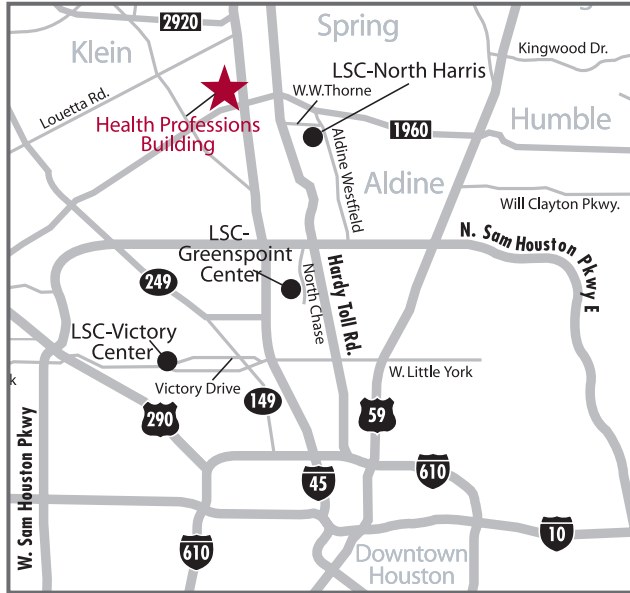 2920
Spring
Klein
Kingwood Dr.
LSC-North Harris
W.W.Thorne
Louetta Rd.
Health Professions
Building
1960
Humble
Aldine Westfield
Aldine
Will Clayton Pkwy.
N. Sam Houston Pkwy E
LSC-
Greenspoint
Center
249
North Chase
Hardy Toll Rd.
LSC-Victory
Center
W. Little York
k
Victory Drive
149
59
290
W. Sam Houston Pkwy
45
610
10
610
Downtown
Houston